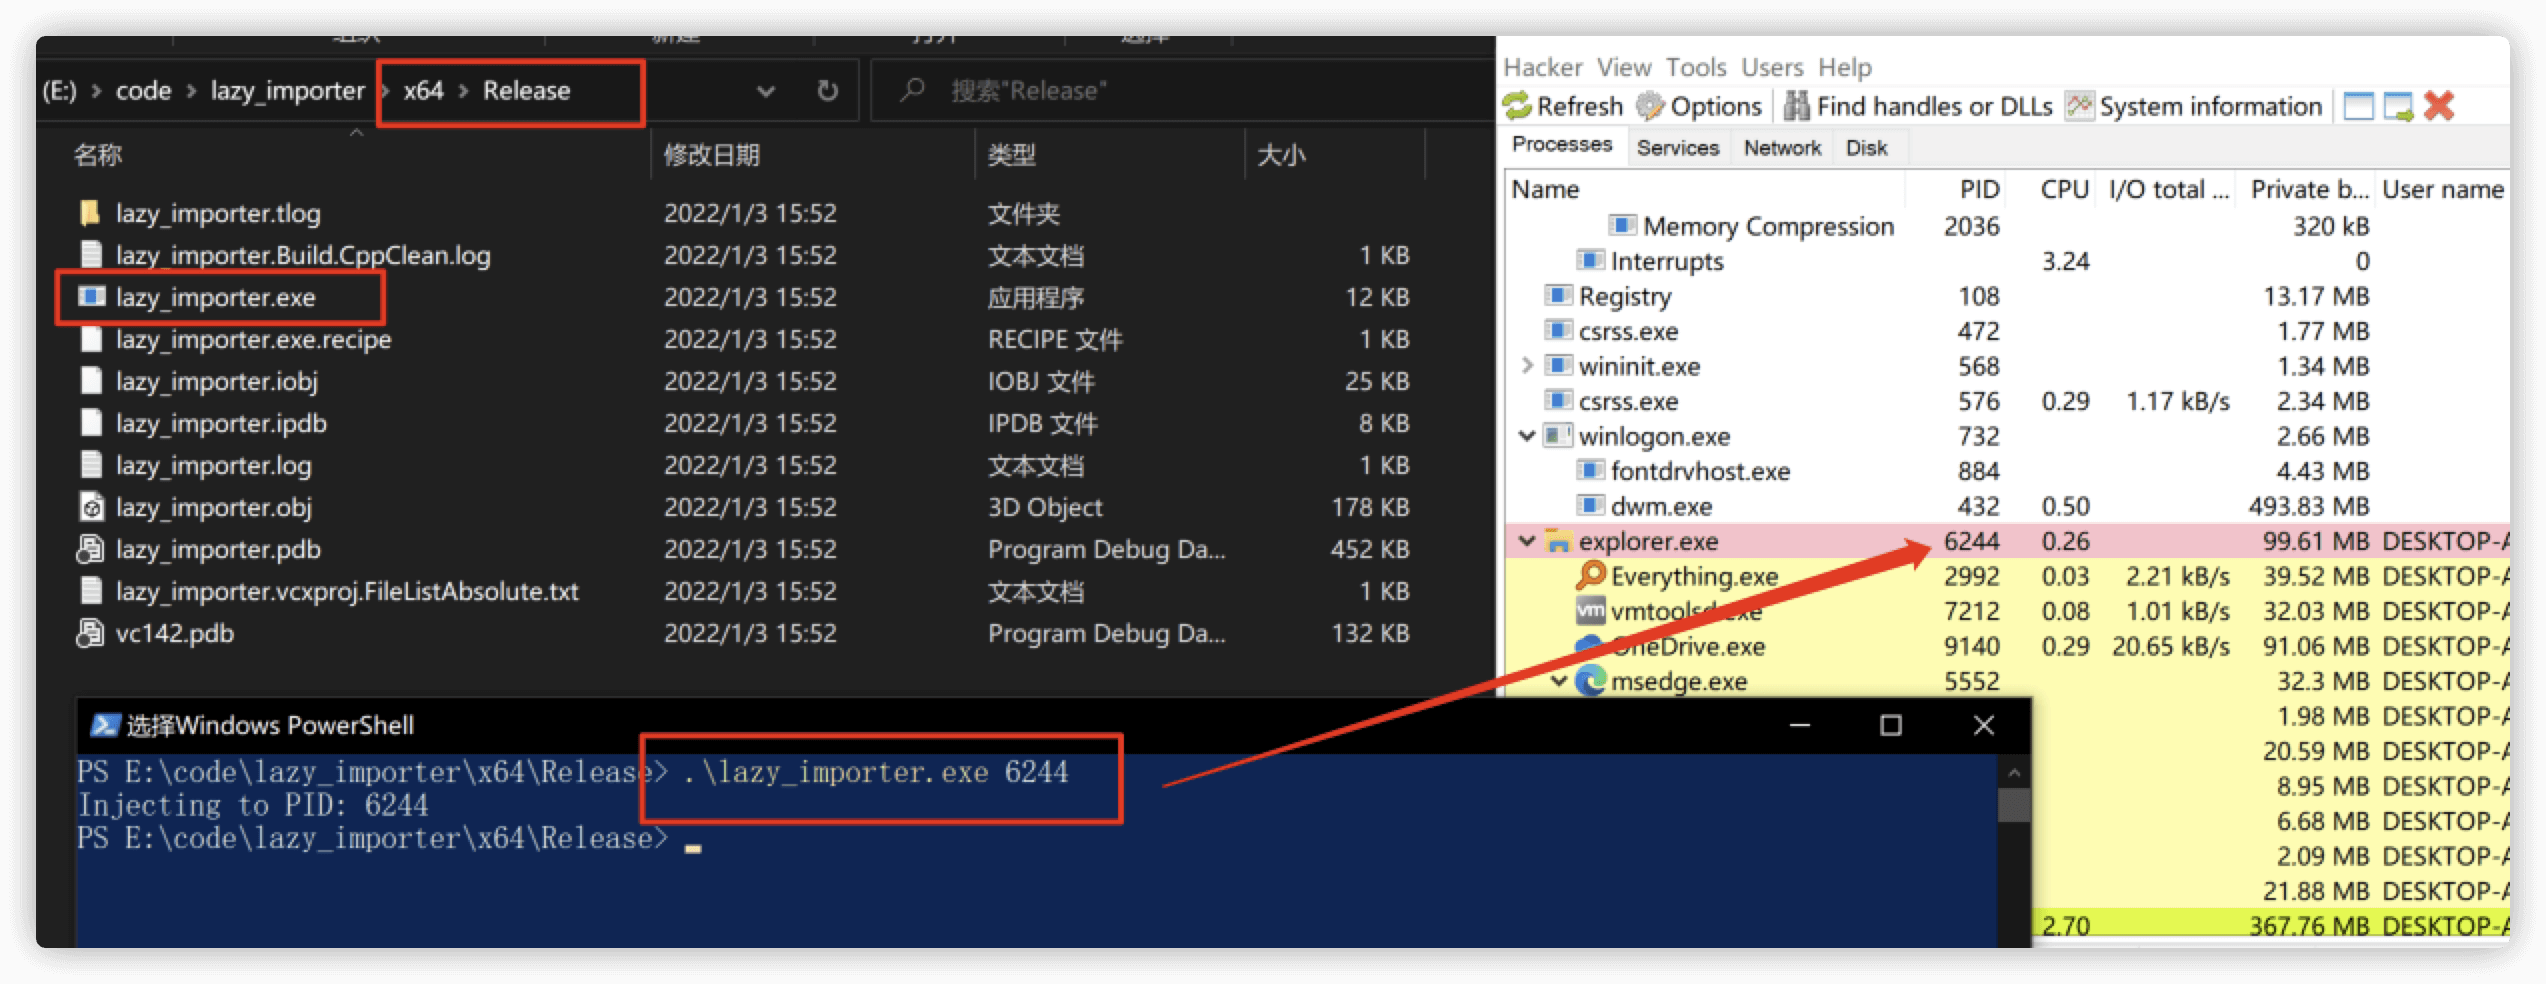 (E:) > code > lazy_importer > x64 > Release
搜索"Release"
名称 修改日期 类型 大小
lazy_importer.tlog 2022/1/3 15:52 文件夹
lazy_importer.Build.CppClean.log 2022/1/3 15:52 文本文档 1 KB
lazy_importer.exe 2022/1/3 15:52 应用程序 12 KB
lazy_importer.exe.recipe 2022/1/3 15:52 RECIPE 文件 1 KB
lazy_importer.iobj 2022/1/3 15:52 IOBJ 文件 25 KB
lazy_importer.ipdb 2022/1/3 15:52 IPDB 文件 8 KB
lazy_importer.log 2022/1/3 15:52 文本文档 1 KB
lazy_importer.obj 2022/1/3 15:52 3D Object 178 KB
lazy_importer.pdb 2022/1/3 15:52 Program Debug Da... 452 KB
lazy_importer.vcxproj.FileListAbsolute.txt 2022/1/3 15:52 文本文档 1 KB
vc142.pdb 2022/1/3 15:52 Program Debug Da... 132 KB
选择Windows PowerShell
PS E:\code\lazy_importer\x64\Release> .\lazy_importer.exe 6244
Injecting to PID: 6244
PS E:\code\lazy_importer\x64\Release>
Hacker View Tools Users Help
Refresh Options Find handles or DLLs System information
Processes Services Network Disk
Name PID CPU I/O total ... Private b... User name
Memory Compression 2036 320 kB
Interrupts 3.24 0
Registry 108 13.17 MB
csrss.exe 472 1.77 MB
wininit.exe 568 1.34 MB
csrss.exe 576 0.29 1.17 kB/s 2.34 MB
winlogon.exe 732 2.66 MB
fontdrvhost.exe 884 4.43 MB
dwm.exe 432 0.50 493.83 MB
explorer.exe 6244 0.26 99.61 MB DESKTOP-A
Everything.exe 2992 0.03 2.21 kB/s 39.52 MB DESKTOP-A
vmtoolsd.exe 7212 0.08 1.01 kB/s 32.03 MB DESKTOP-A
OneDrive.exe 9140 0.29 20.65 kB/s 91.06 MB DESKTOP-A
msedge.exe 5552 32.3 MB DESKTOP-A
1.98 MB DESKTOP-A
20.59 MB DESKTOP-A
8.95 MB DESKTOP-A
6.68 MB DESKTOP-A
2.09 MB DESKTOP-A
21.88 MB DESKTOP-A
2.70 367.76 MB DESKTOP-A